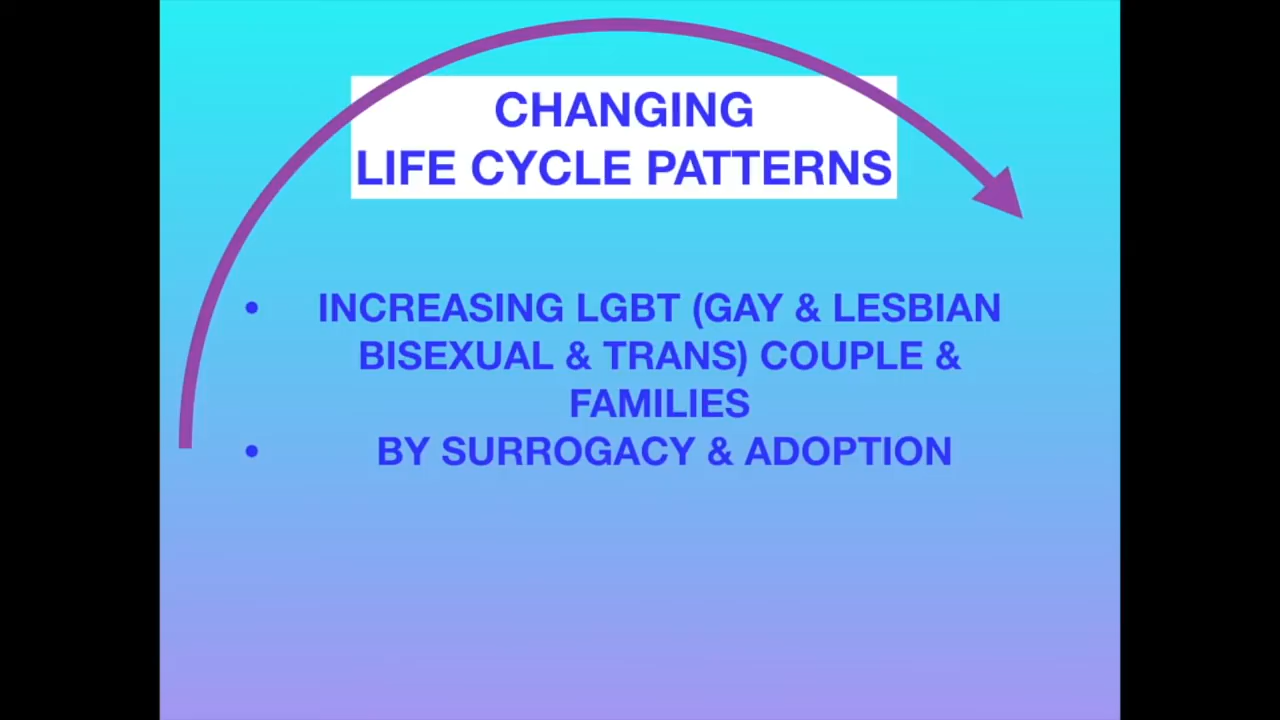 CHANGING
LIFE CYCLE PATTERNS
• INCREASING LGBT (GAY & LESBIAN
BISEXUAL & TRANS) COUPLE &
FAMILIES
• BY SURROGACY & ADOPTION